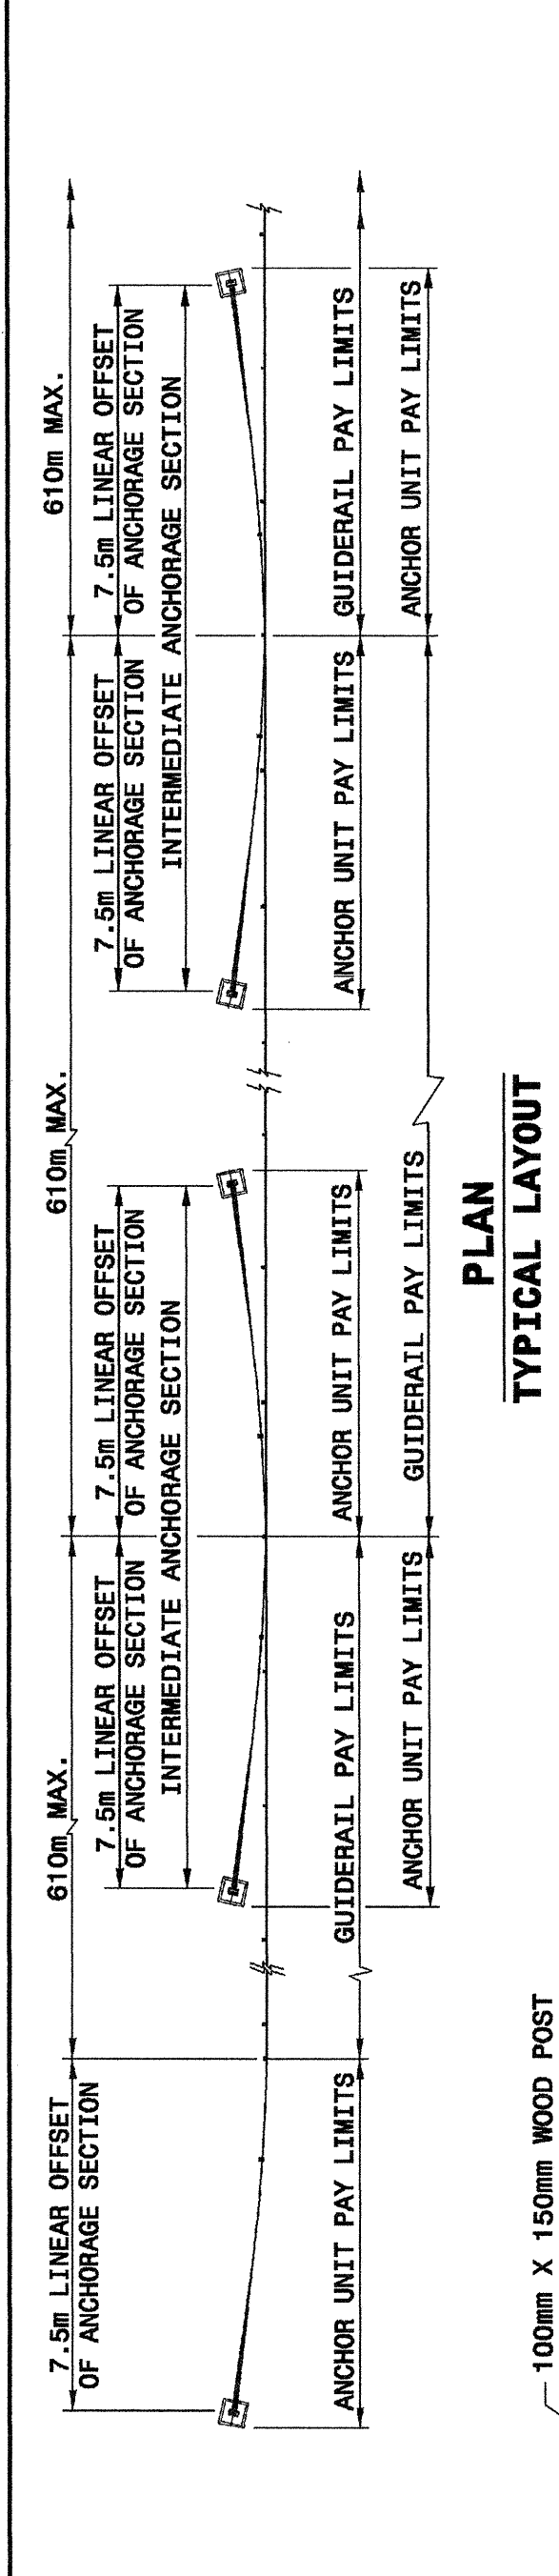 7.5m LINEAR OFFSET
OF ANCHORAGE SECTION
610m MAX.
7.5m LINEAR OFFSET
OF ANCHORAGE SECTION
7.5m LINEAR OFFSET
OF ANCHORAGE SECTION
INTERMEDIATE ANCHORAGE SECTION
610m MAX.
7.5m LINEAR OFFSET
OF ANCHORAGE SECTION
7.5m LINEAR OFFSET
OF ANCHORAGE SECTION
INTERMEDIATE ANCHORAGE SECTION
610m MAX.
ANCHOR UNIT PAY LIMITS
GUIDERAIL PAY LIMITS
ANCHOR UNIT PAY LIMITS
ANCHOR UNIT PAY LIMITS
GUIDERAIL PAY LIMITS
ANCHOR UNIT PAY LIMITS
GUIDERAIL PAY LIMITS
ANCHOR UNIT PAY LIMITS
PLAN
TYPICAL LAYOUT
100mm X 150mm WOOD POST